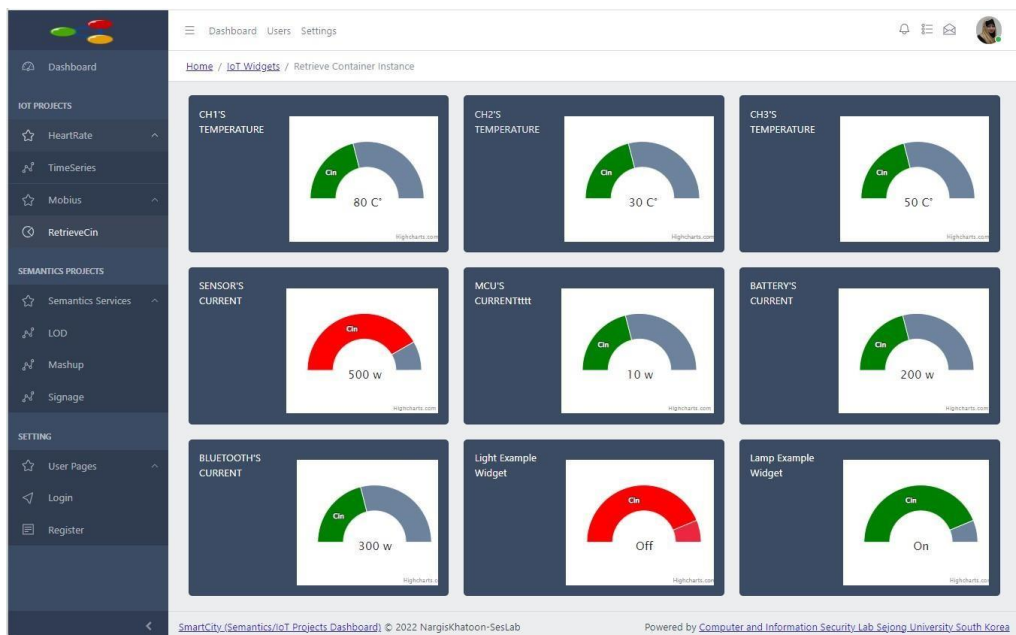 Dashboard Users Settings
Home / IoT Widgets / Retrieve Container Instance
Dashboard
IOT PROJECTS
HeartRate
TimeSeries
Mobius
RetrieveCin
SEMANTICS PROJECTS
Semantics Services
LOD
Mashup
Signage
SETTING
User Pages
Login
Register
CH1'S
TEMPERATURE
Cin
80 C°
Highcharts.com
CH2'S
TEMPERATURE
Cin
30 C°
Highcharts.com
CH3'S
TEMPERATURE
Cin
50 C°
Highcharts.com
SENSOR'S
CURRENT
Cin
500 w
Highcharts.com
MCU'S
CURRENTtttt
Cin
10 w
Highcharts.com
BATTERY'S
CURRENT
Cin
200 w
Highcharts.com
BLUETOOTH'S
CURRENT
Cin
300 w
Highcharts.c
Light Example
Widget
Cin
Off
Highcharts.com
Lamp Example
Widget
Cin
On
Highcharts.co
SmartCity (Semantics/IoT Projects Dashboard) © 2022 NargisKhatoon-SesLab
Powered by Computer and Information Security Lab Sejong University South Korea